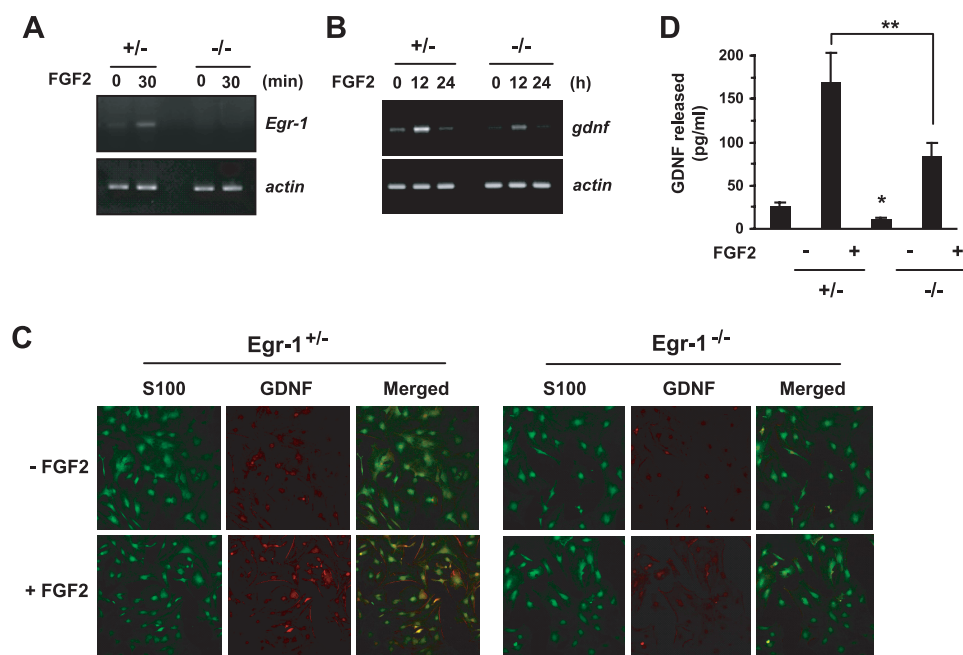 A
+/- -/-
FGF2 0 30 0 30 (min)
Egr-1
actin
B
+/- -/-
FGF2 0 12 24 0 12 24 (h)
gdnf
actin
D
**
200
150
100
50
0
*
GDNF released
(pg/ml)
FGF2 - + - +
+/- -/-
C
Egr-1+/- Egr-1-/-
S100 GDNF Merged S100 GDNF Merged
- FGF2
+ FGF2